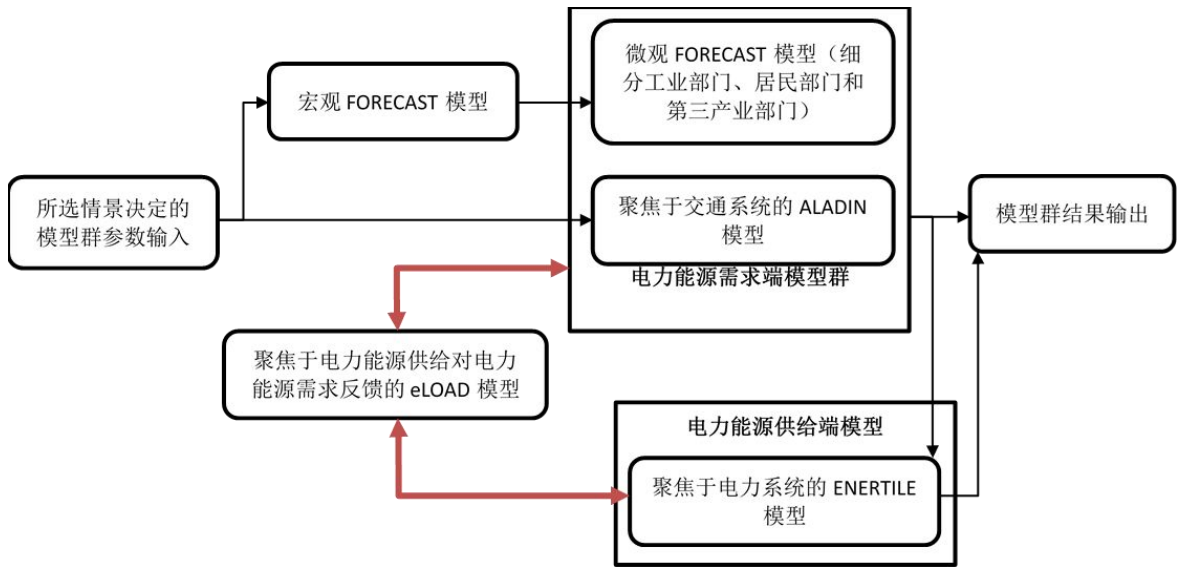 微观 FORECAST 模型（细
分工业部门、居民部门和
第三产业部门）
宏观 FORECAST 模型
所选情景决定的
模型群参数输入
聚焦于交通系统的 ALADIN
模型
电力能源需求端模型群
模型群结果输出
聚焦于电力能源供给对电力
能源需求反馈的 eLOAD 模型
电力能源供给端模型
聚焦于电力系统的 ENERTILE
模型